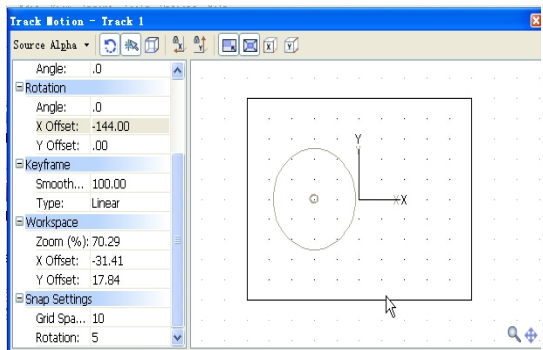 Track Motion - Track 1
Source Alpha
Angle: .0
Rotation
Angle: .0
X Offset: -144.00
Y Offset: .00
Keyframe
Smooth... 100.00
Type: Linear
Workspace
Zoom (%): 70.29
X Offset: -31.41
Y Offset: 17.84
Snap Settings
Grid Spa... 10
Rotation: 5
Y
X